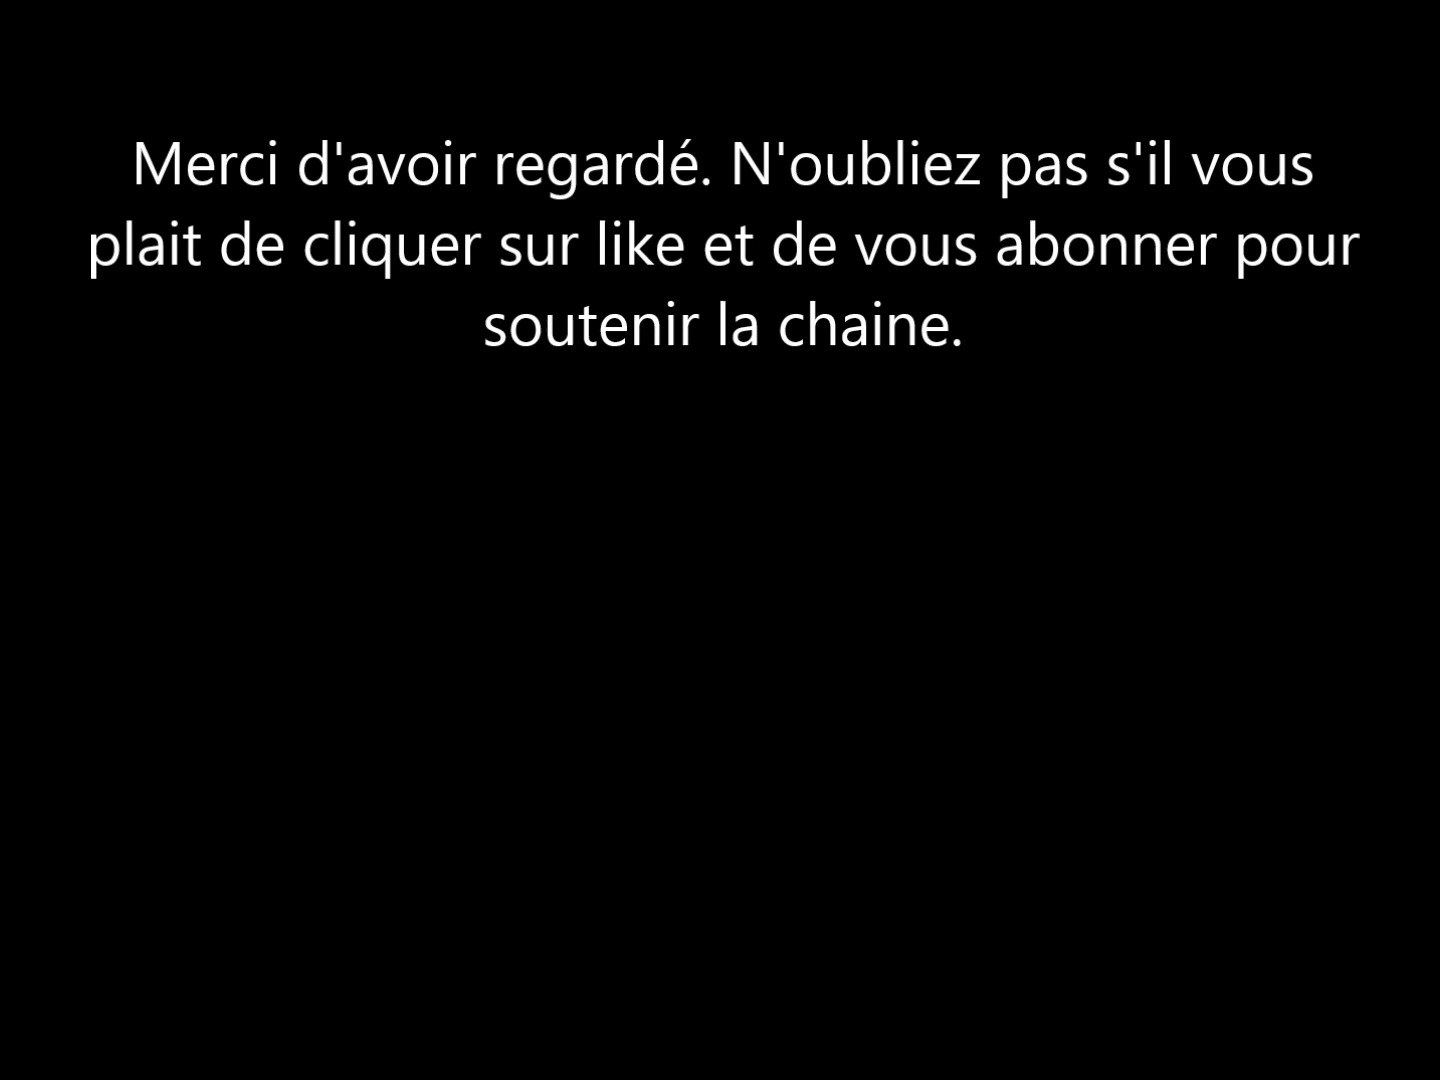 Merci d'avoir regardé. N'oubliez pas s'il vous
plait de cliquer sur like et de vous abonner pour
soutenir la chaine.